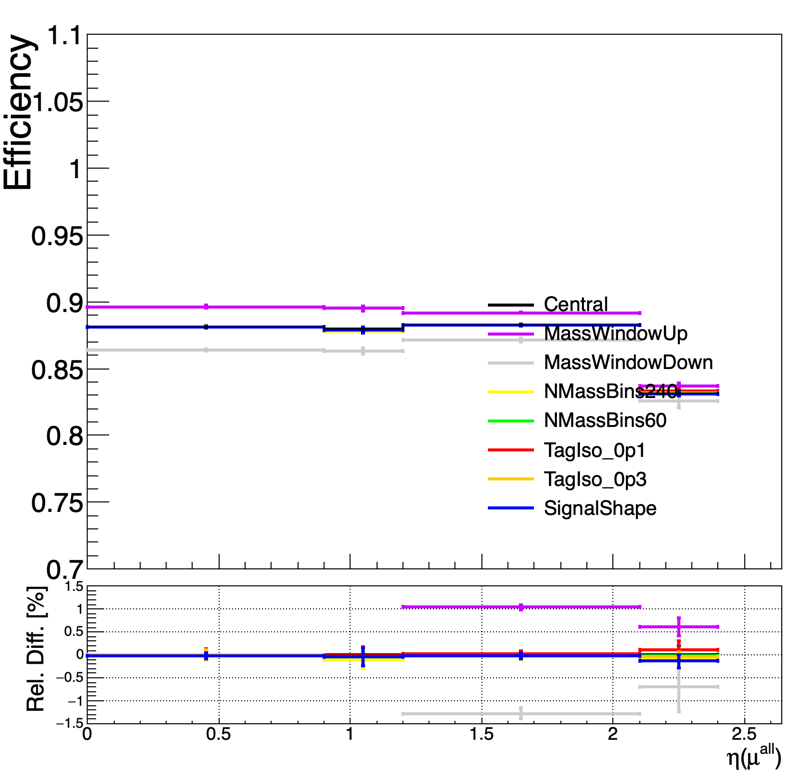 Efficiency
1.1
1.05
1
0.95
0.9
0.85
0.8
0.75
0.7
Central
MassWindowUp
MassWindowDown
NMassBins240
NMassBins60
TagIso_0p1
TagIso_0p3
SignalShape
Rel. Diff. [%]
1.5
1
0.5
0
−0.5
−1
−1.5
0 0.5 1 1.5 2 2.5
η(μ^all)